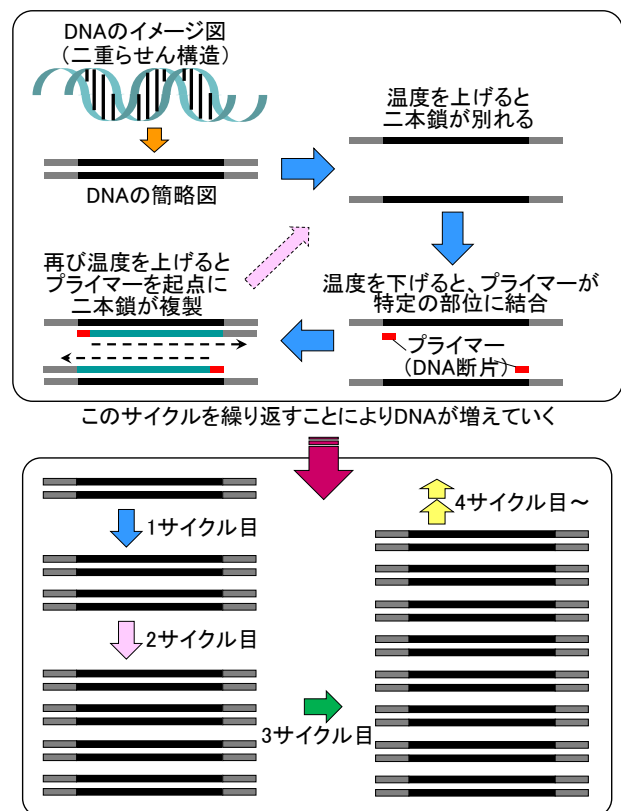 DNAのイメージ図
(二重らせん構造)
DNAの簡略図
温度を上げると
二本鎖が別れる
温度を下げると、プライマーが
特定の部位に結合
プライマー
(DNA断片)
再び温度を上げると
プライマーを起点に
二本鎖が複製
このサイクルを繰り返すことによりDNAが増えていく
1サイクル目
2サイクル目
3サイクル目
4サイクル目~